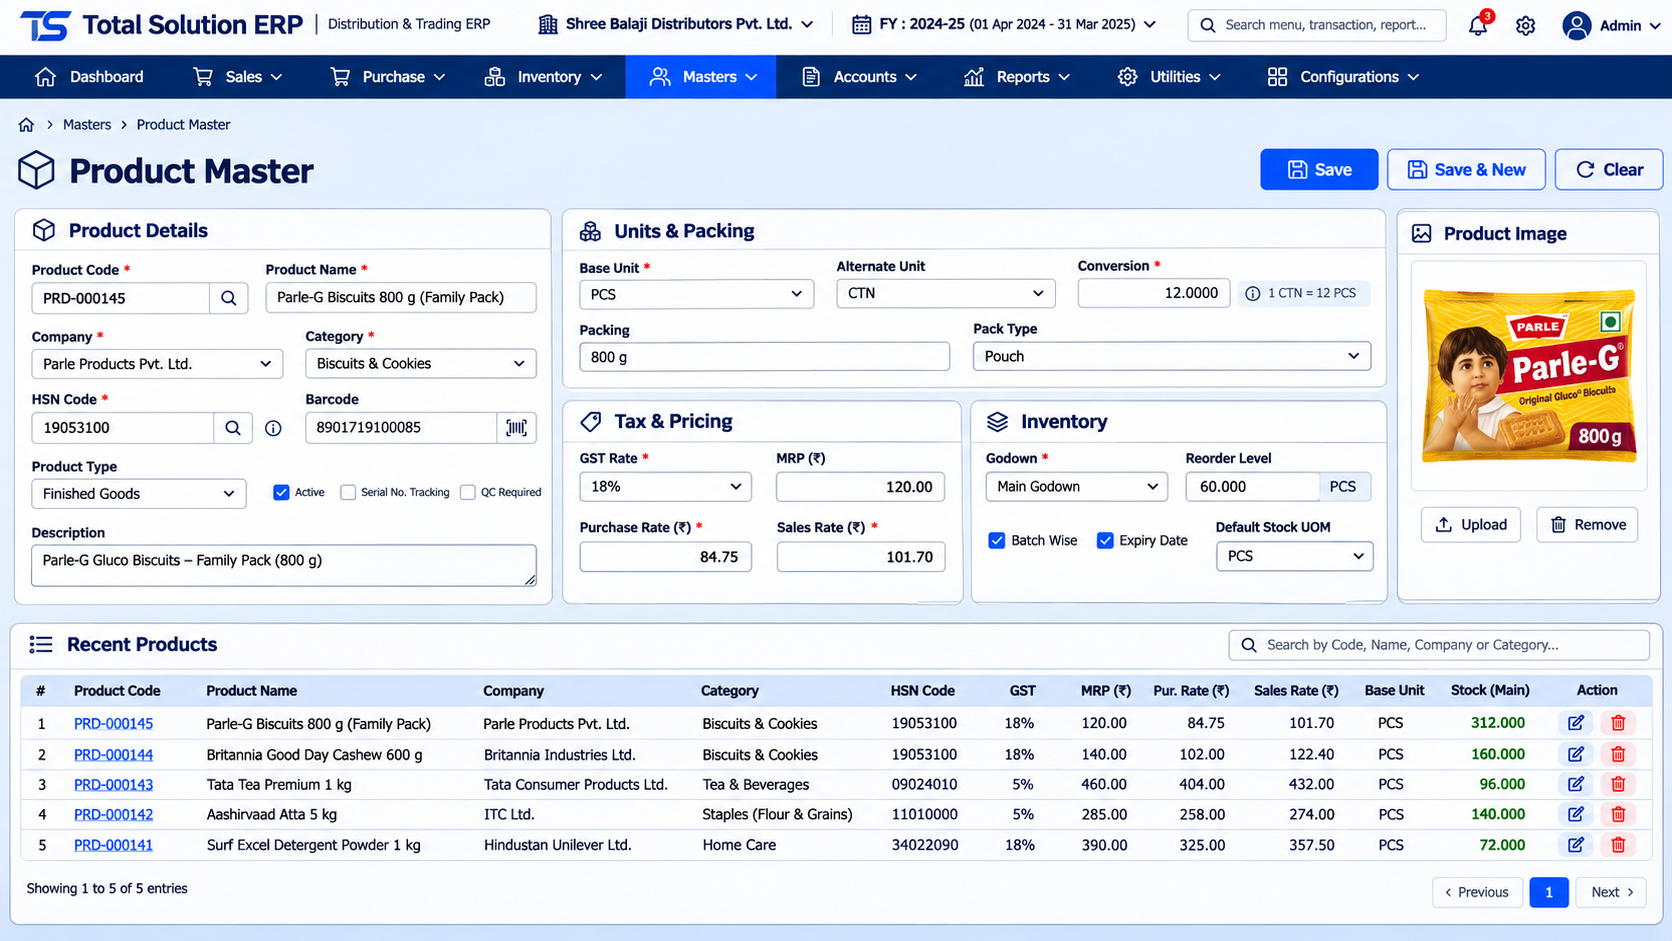 TS Total Solution ERP | Distribution & Trading ERP Shree Balaji Distributors Pvt. Ltd. FY : 2024-25 (01 Apr 2024 - 31 Mar 2025) Search menu, transaction, report... 3 Admin
Dashboard Sales Purchase Inventory Masters Accounts Reports Utilities Configurations
Masters > Product Master
Product Master
Save Save & New Clear
Product Details
Product Code * Product Name *
PRD-000145 Parle-G Biscuits 800 g (Family Pack)
Company * Category *
Parle Products Pvt. Ltd. Biscuits & Cookies
HSN Code * Barcode
19053100 8901719100085
Product Type
Finished Goods Active Serial No. Tracking QC Required
Description
Parle-G Gluco Biscuits – Family Pack (800 g)
Units & Packing
Base Unit * Alternate Unit Conversion *
PCS CTN 12.0000 1 CTN = 12 PCS
Packing Pack Type
800 g Pouch
Tax & Pricing
GST Rate * MRP (₹)
18% 120.00
Purchase Rate (₹) * Sales Rate (₹) *
84.75 101.70
Inventory
Godown * Reorder Level
Main Godown 60.000 PCS
Batch Wise Expiry Date
Default Stock UOM
PCS
Product Image
PARLE
Parle-G®
Original Gluco® Biocuits
800g
Upload Remove
Recent Products
Search by Code, Name, Company or Category...
# Product Code Product Name Company Category HSN Code GST MRP (₹) Pur. Rate (₹) Sales Rate (₹) Base Unit Stock (Main) Action
1 PRD-000145 Parle-G Biscuits 800 g (Family Pack) Parle Products Pvt. Ltd. Biscuits & Cookies 19053100 18% 120.00 84.75 101.70 PCS 312.000
2 PRD-000144 Britannia Good Day Cashew 600 g Britannia Industries Ltd. Biscuits & Cookies 19053100 18% 140.00 102.00 122.40 PCS 160.000
3 PRD-000143 Tata Tea Premium 1 kg Tata Consumer Products Ltd. Tea & Beverages 09024010 5% 460.00 404.00 432.00 PCS 96.000
4 PRD-000142 Aashirvaad Atta 5 kg ITC Ltd. Staples (Flour & Grains) 11010000 5% 285.00 258.00 274.00 PCS 140.000
5 PRD-000141 Surf Excel Detergent Powder 1 kg Hindustan Unilever Ltd. Home Care 34022090 18% 390.00 325.00 357.50 PCS 72.000
Showing 1 to 5 of 5 entries
‹ Previous 1 Next ›